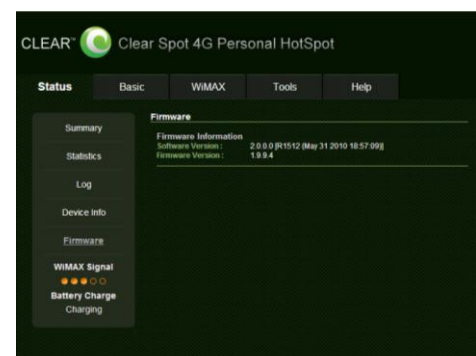 CLEAR™ Clear Spot 4G Personal HotSpot
Status Basic WiMAX Tools Help
Summary
Statistics
Log
Device Info
Firmware
WiMAX Signal
Battery Charge
Charging
Firmware
Firmware Information
Software Version : 2.0.0.0 [R1512 (May 31 2010 18:57:09)]
Firmware Version : 1.9.9.4